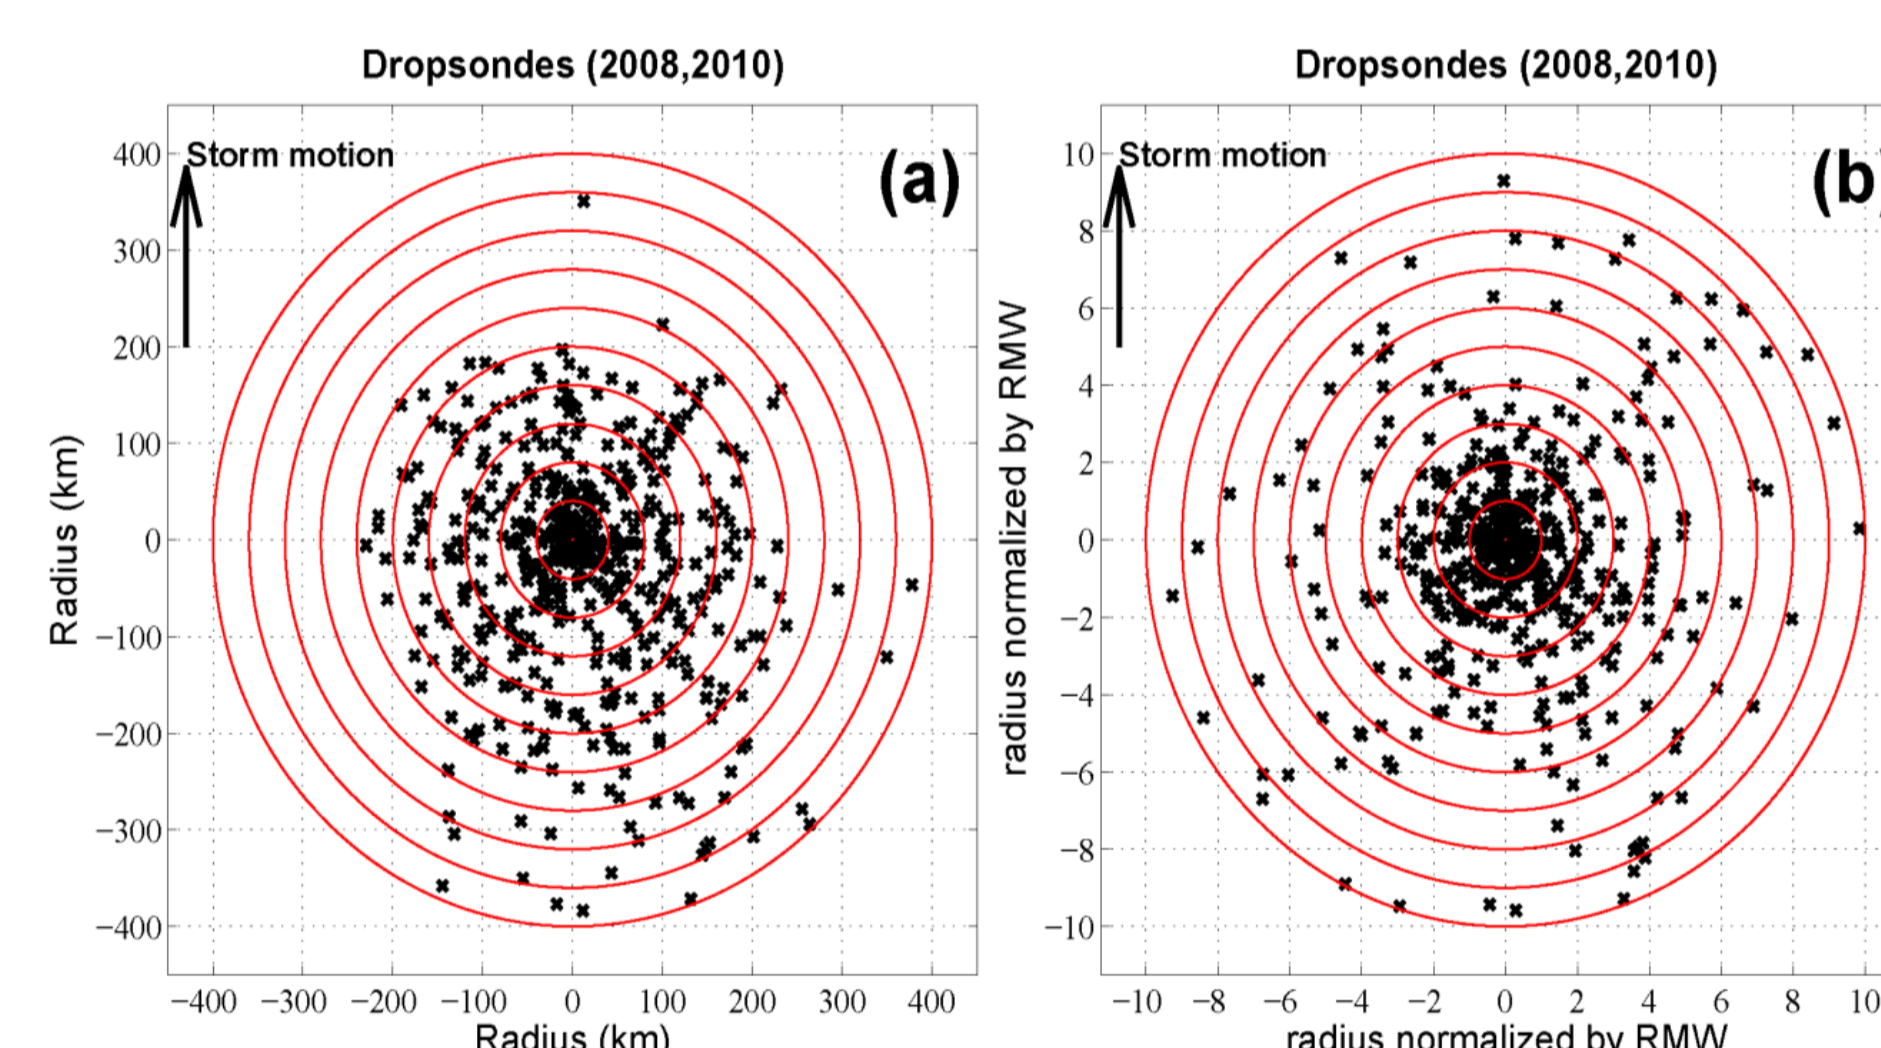 Dropsondes (2008,2010)
Storm motion
(a)
Radius (km)
400
300
200
100
0
−100
−200
−300
−400
−400 −300 −200 −100 0 100 200 300 400
Radius (km)
Dropsondes (2008,2010)
Storm motion
(b)
radius normalized by RMW
10
8
6
4
2
0
−2
−4
−6
−8
−10
−10 −8 −6 −4 −2 0 2 4 6 8 10
radius normalized by RMW